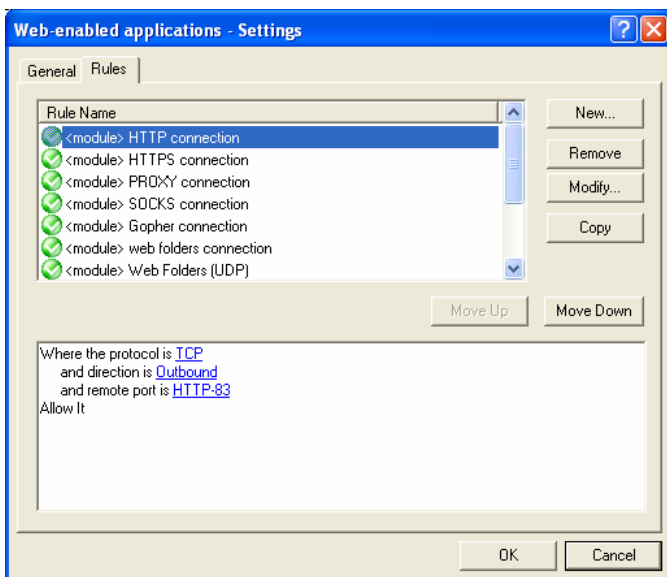 Web-enabled applications - Settings
General Rules
Rule Name
<module> HTTP connection
<module> HTTPS connection
<module> PROXY connection
<module> SOCKS connection
<module> Gopher connection
<module> web folders connection
<module> Web Folders (UDP)
New...
Remove
Modify...
Copy
Move Up Move Down
Where the protocol is TCP
and direction is Outbound
and remote port is HTTP-83
Allow It
OK Cancel